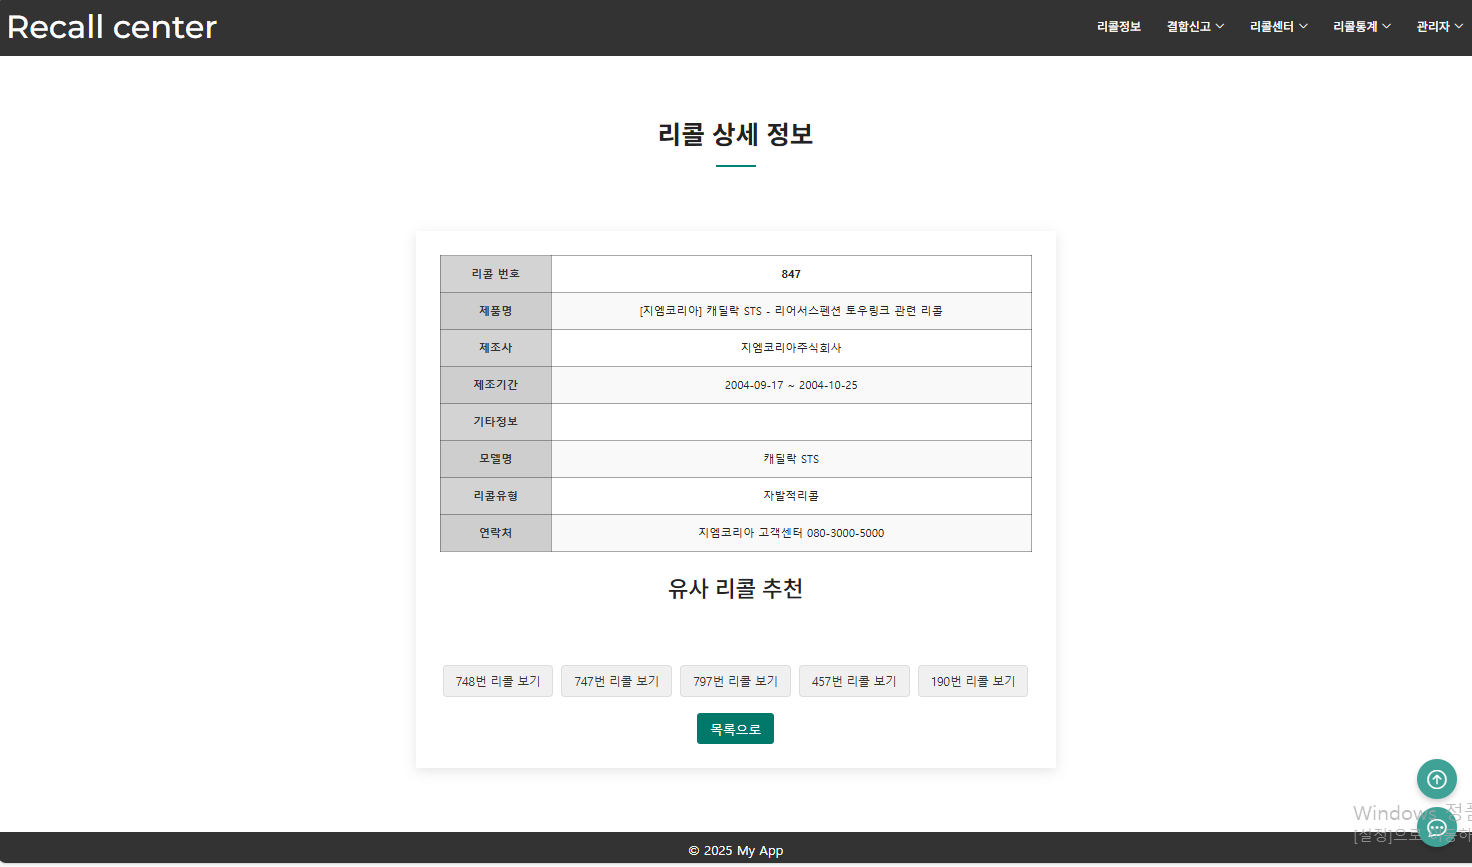 Recall center
리콜정보 결함신고 리콜센터 리콜통계 관리자
리콜 상세 정보
리콜 번호 847
제품명 [지엠코리아] 캐딜락 STS - 리어서스펜션 토우링크 관련 리콜
제조사 지엠코리아주식회사
제조기간 2004-09-17 ~ 2004-10-25
기타정보
모델명 캐딜락 STS
리콜유형 자발적리콜
연락처 지엠코리아 고객센터 080-3000-5000
유사 리콜 추천
748번 리콜 보기 747번 리콜 보기 797번 리콜 보기 457번 리콜 보기 190번 리콜 보기
목록으로
Windows 정품
[설정]으로
© 2025 My App